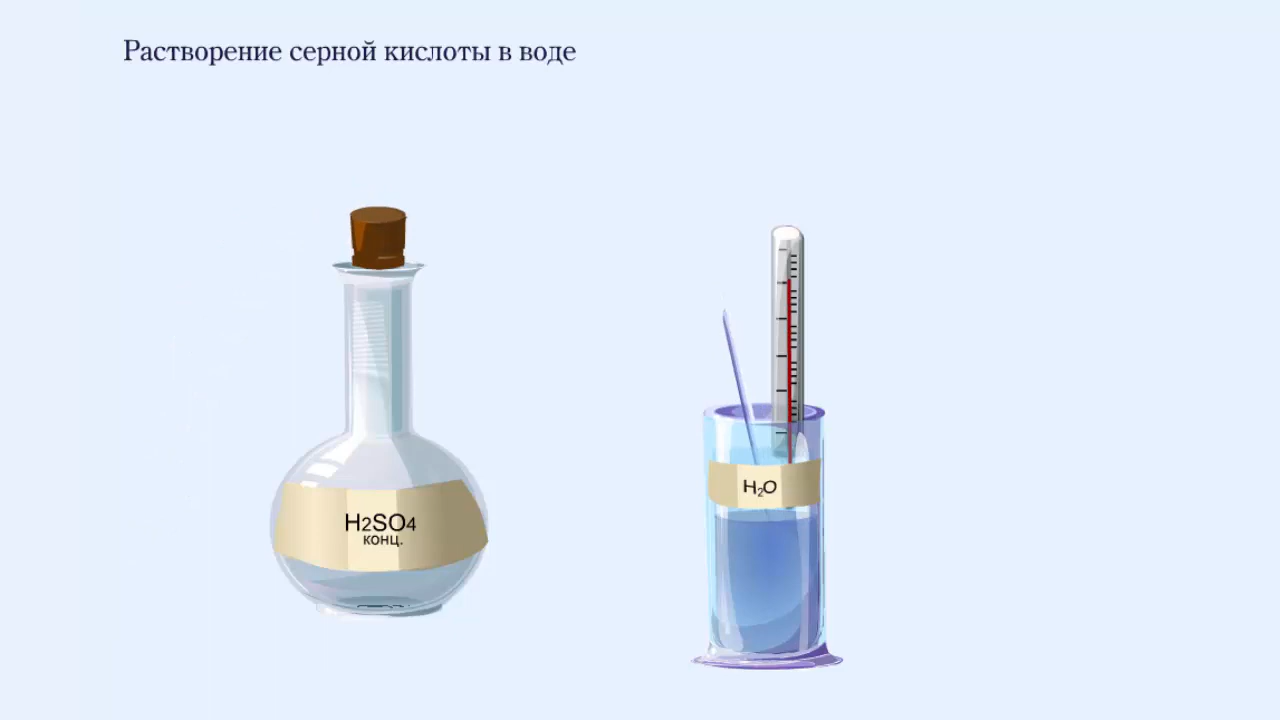 Растворение серной кислоты в воде
H₂O
H2SO4
конц.